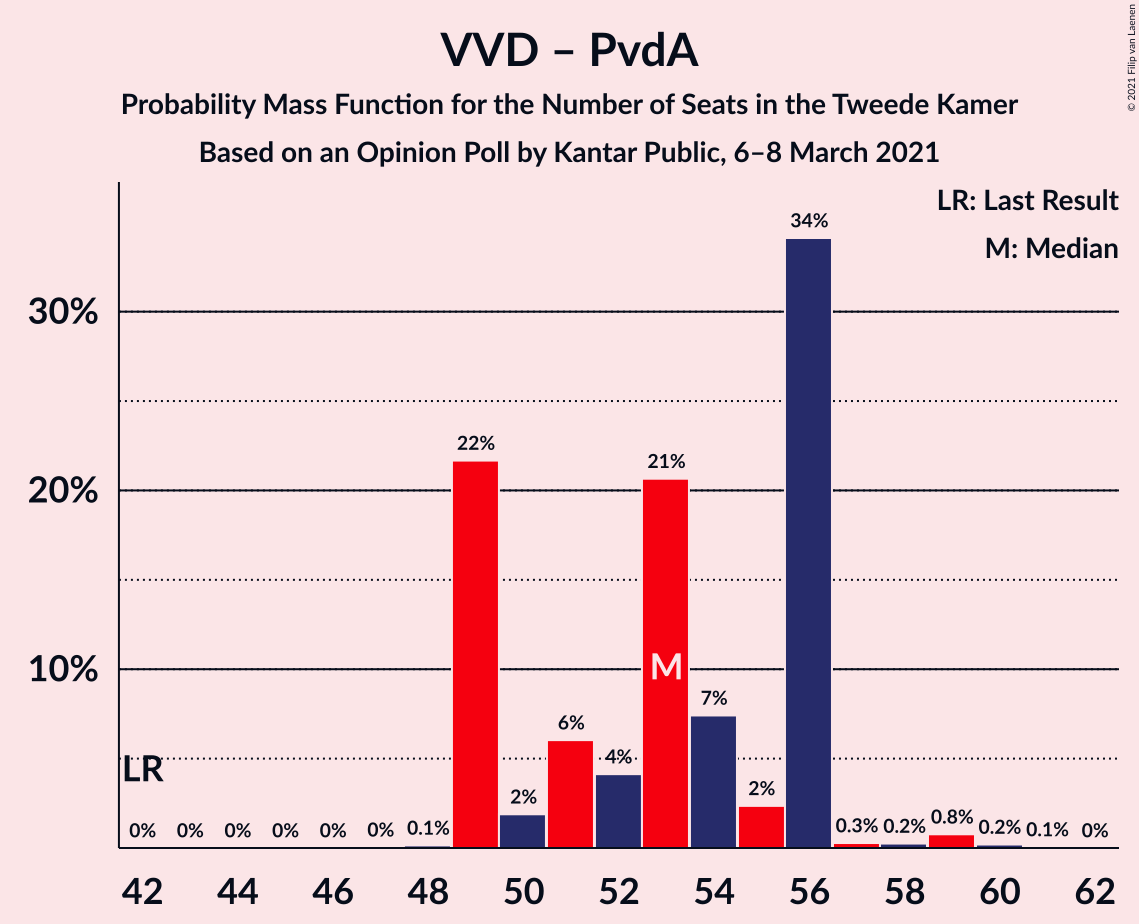 VVD – PvdA
Probability Mass Function for the Number of Seats in the Tweede Kamer
Based on an Opinion Poll by Kantar Public, 6–8 March 2021
© 2021 Filip van Laenen
LR: Last Result
M: Median
34%
30%
22%
21%
20%
M
10%
7%
6%
LR
4%
2%
2%
0% 0% 0% 0% 0% 0% 0.1% 0.3% 0.2% 0.8% 0.2% 0.1% 0%
42 44 46 48 50 52 54 56 58 60 62